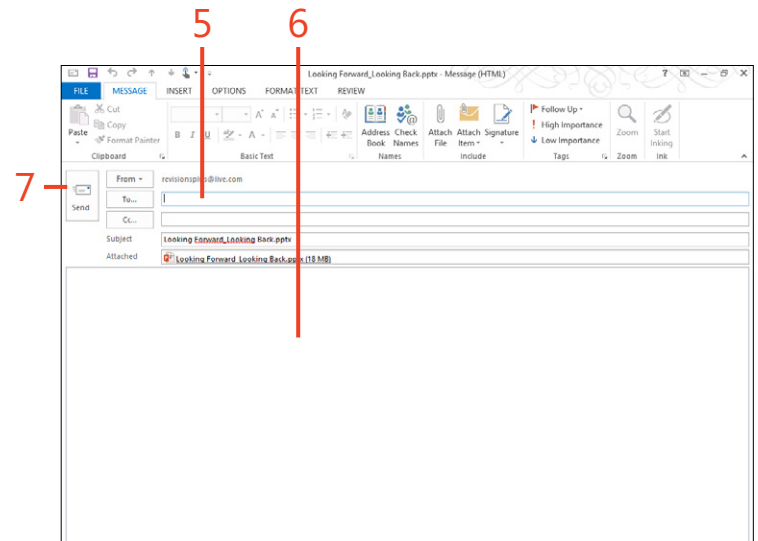 5 6
Looking Forward_Looking Back.pptx - Message (HTML) ?
FILE MESSAGE INSERT OPTIONS FORMAT TEXT REVIEW
Paste
Cut
Copy
Format Painter
Clipboard
B I U A
A A
Basic Text
Address Book
Check Names
Names
Attach File
Attach Item
Signature
Include
Follow Up
High Importance
Low Importance
Tags
Zoom
Zoom
Start Inking
Ink
7
Send
From revisionsplus@live.com
To...
Cc...
Subject Looking Forward_Looking Back.pptx
Attached Looking Forward_Looking Back.pptx (18 MB)